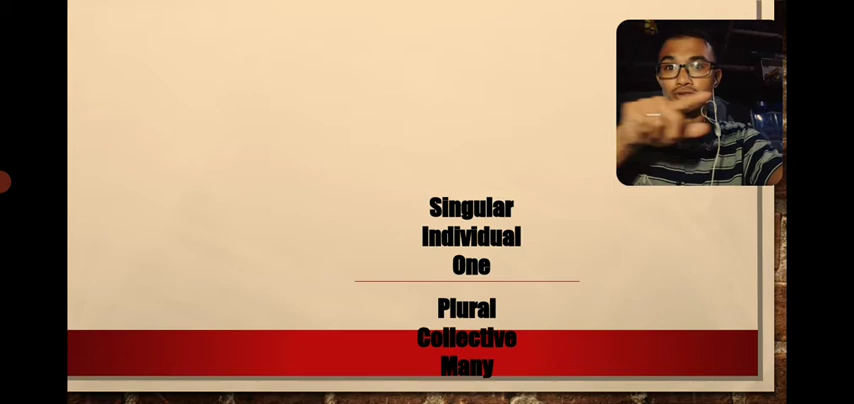 Singular
Individual
One
Plural
Collective
Many